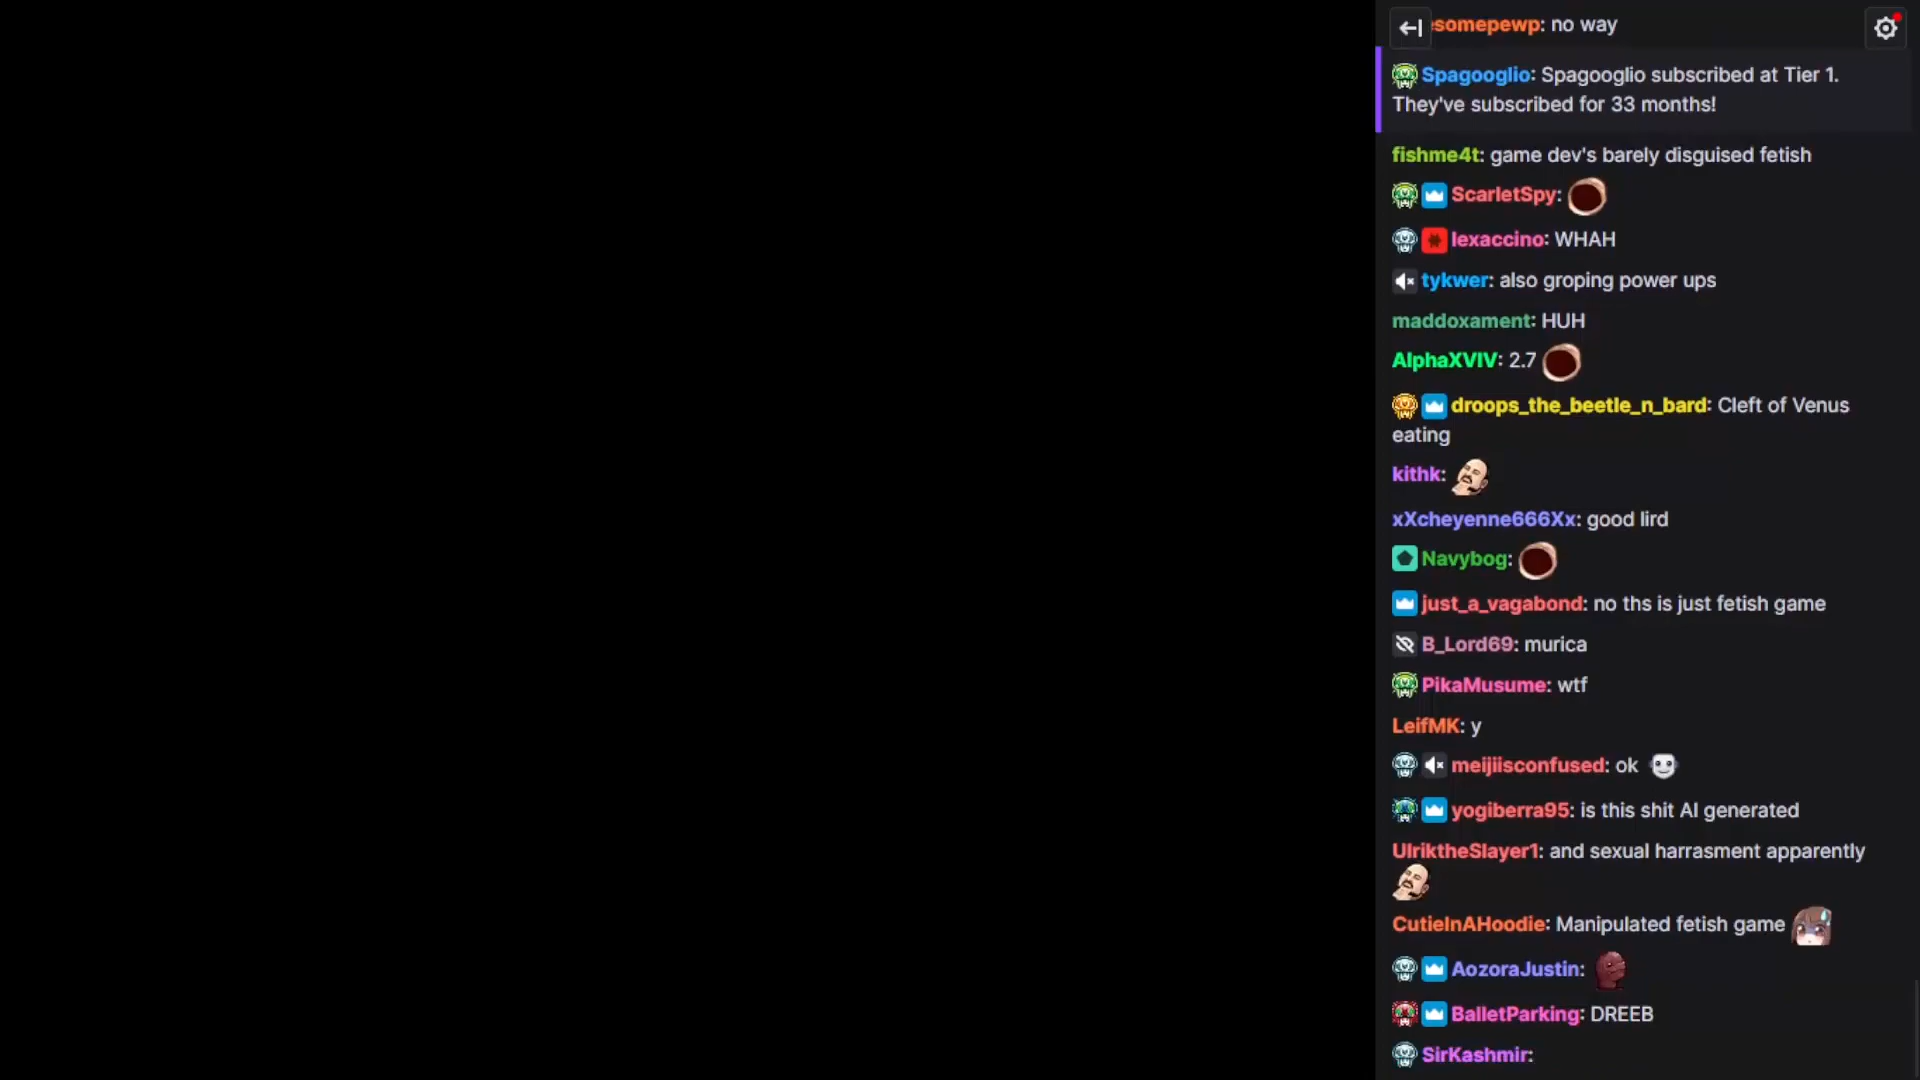 somepewp: no way
Spagooglio: Spagooglio subscribed at Tier 1.
They've subscribed for 33 months!
fishme4t: game dev's barely disguised fetish
ScarletSpy:
lexaccino: WHAH
tykwer: also groping power ups
maddoxament: HUH
AlphaXVIV: 2.7
droops_the_beetle_n_bard: Cleft of Venus
eating
kithk:
xXcheyenne666Xx: good lird
Navybog:
just_a_vagabond: no ths is just fetish game
B_Lord69: murica
PikaMusume: wtf
LeifMK: y
meijiisconfused: ok
yogiberra95: is this shit AI generated
UlriktheSlayer1: and sexual harrasment apparently
CutieInAHoodie: Manipulated fetish game
AozoraJustin:
BalletParking: DREEB
SirKashmir: